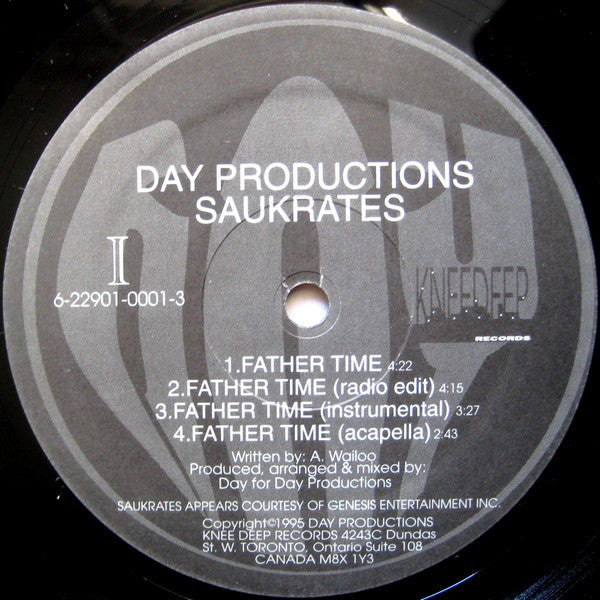 DAY PRODUCTIONS
SAUKRATES
I
6-22901-0001-3
KNEEDEEP
RECORDS
1.FATHER TIME 4:22
2.FATHER TIME (radio edit) 4:15
3.FATHER TIME (instrumental) 3:27
4.FATHER TIME (acapella) 2:43
Written by: A. Wailoo
Produced, arranged & mixed by:
Day for Day Productions
SAUKRATES APPEARS COURTESY OF GENESIS ENTERTAINMENT INC.
Copyright©1995 DAY PRODUCTIONS
KNEE DEEP RECORDS 4243C Dundas
St. W. TORONTO, Ontario Suite 108
CANADA M8X 1Y3